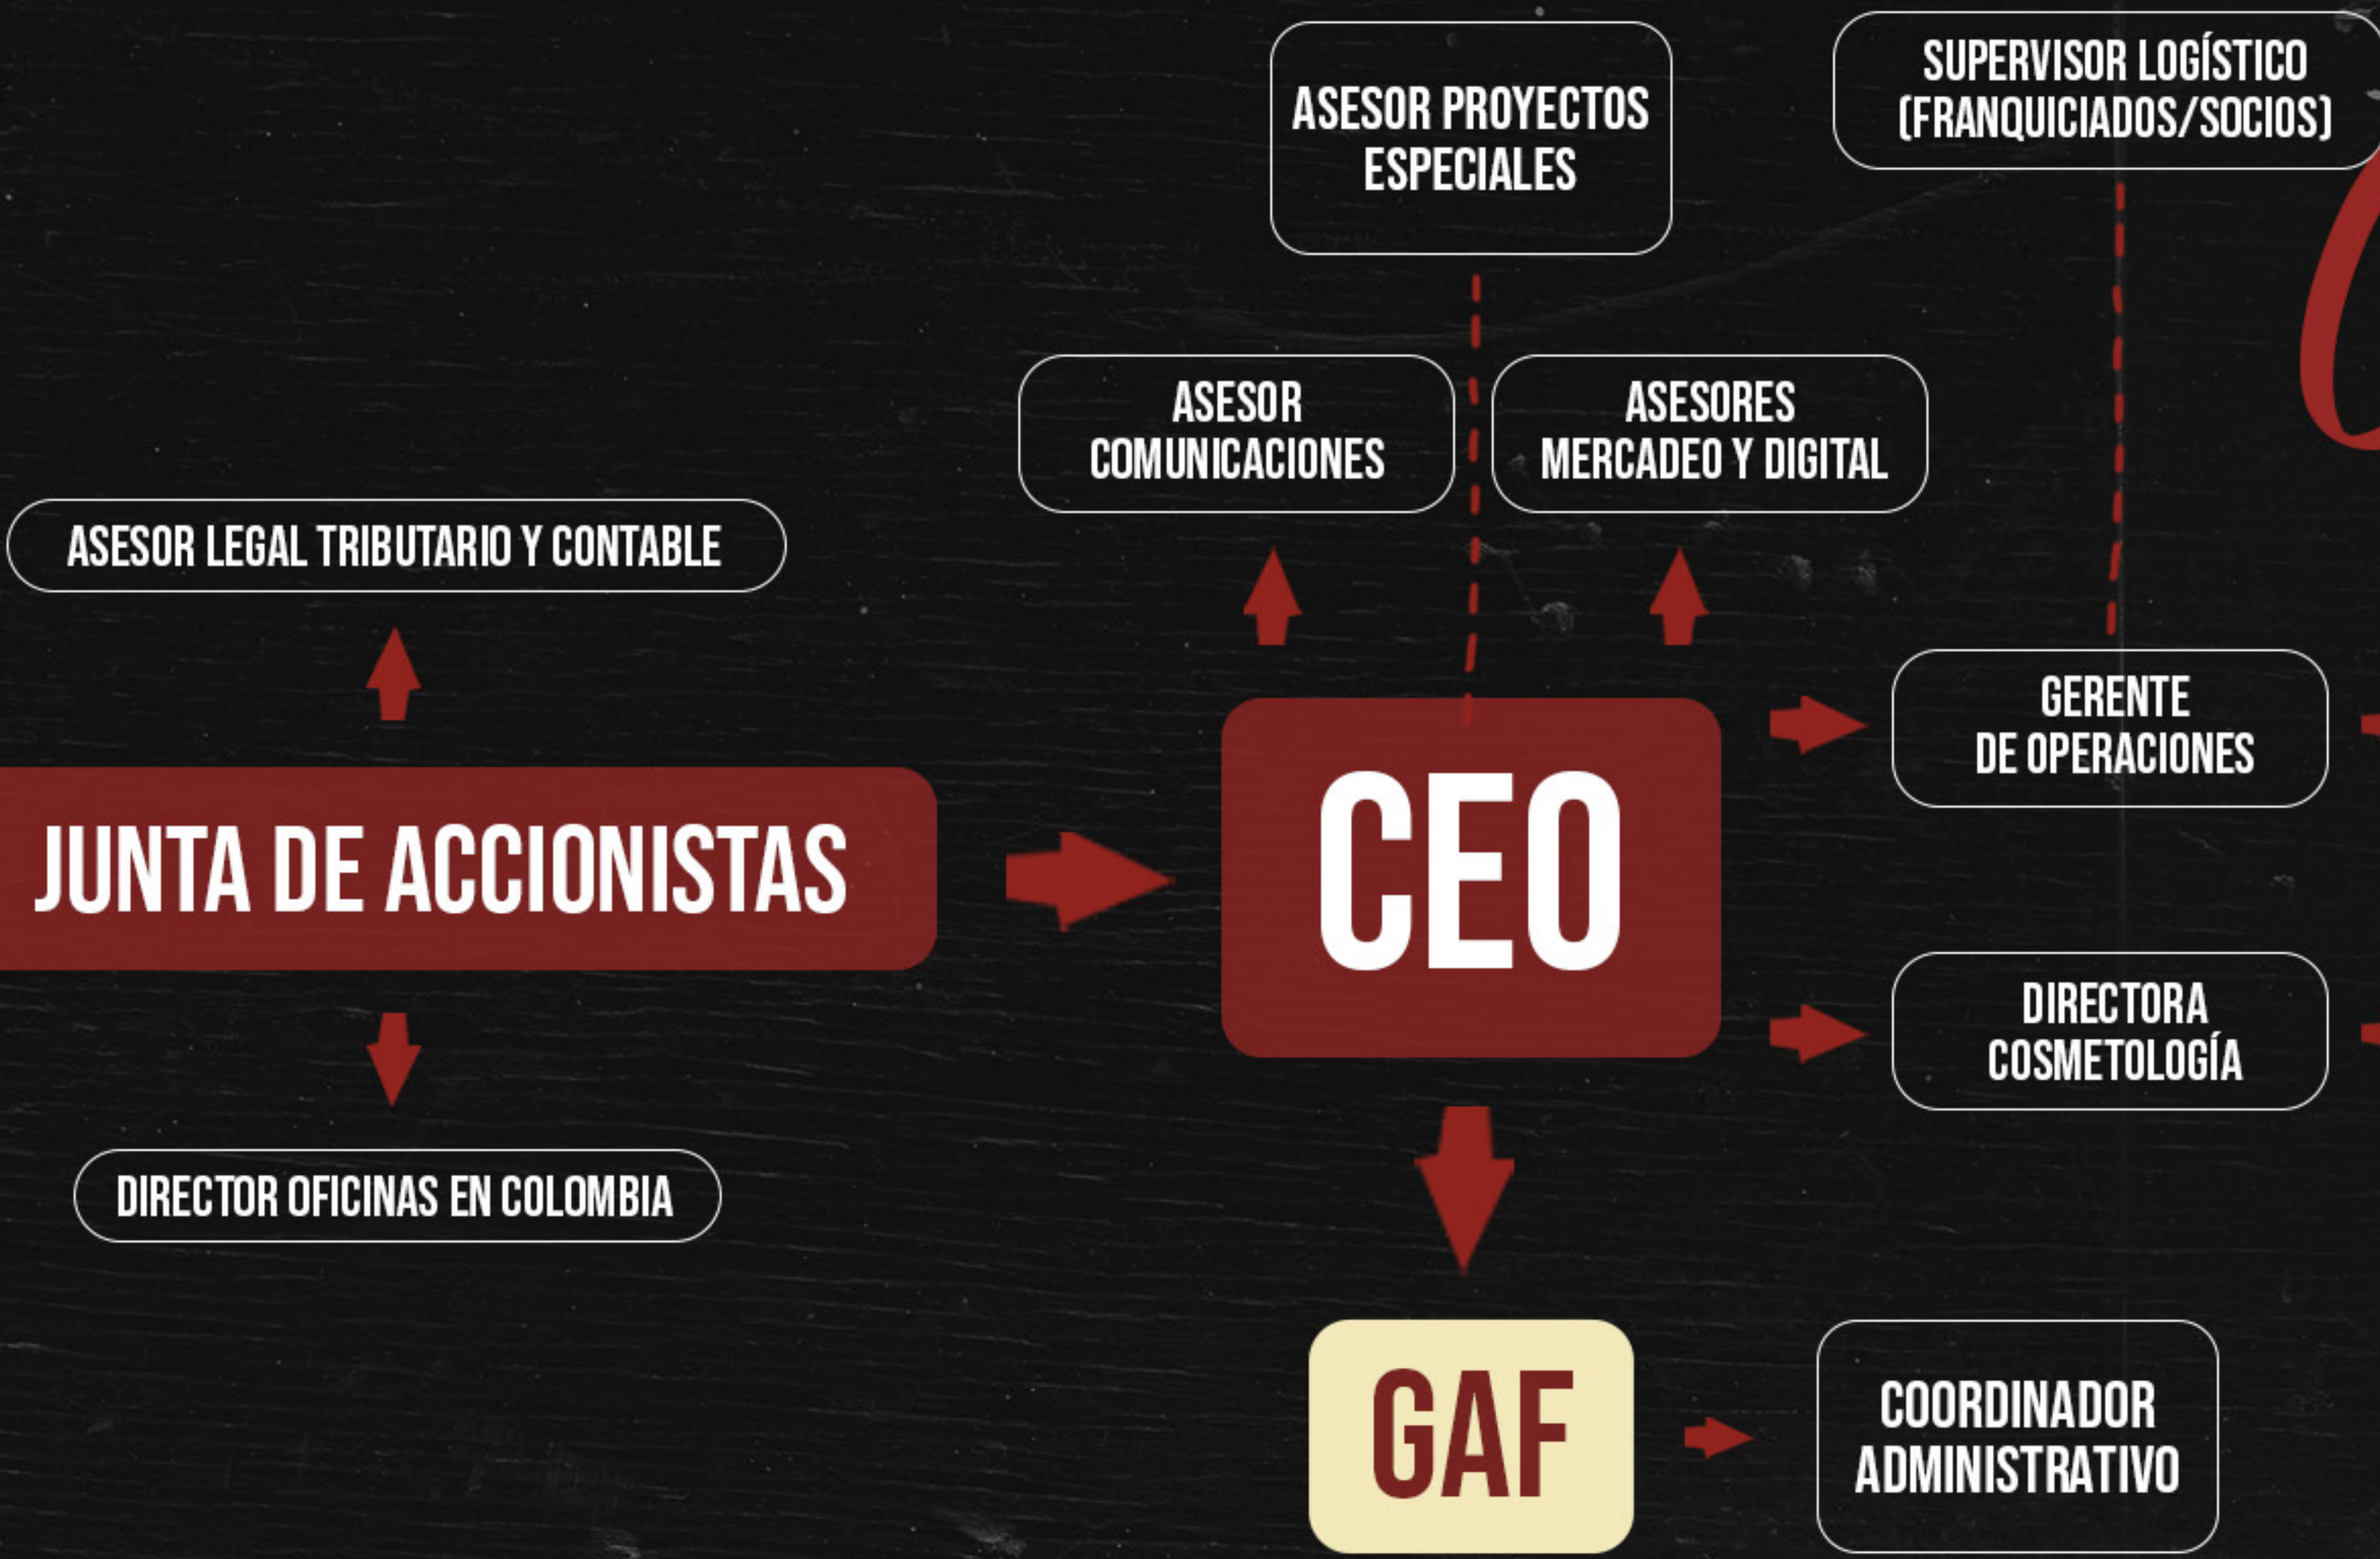 ASESOR PROYECTOS
ESPECIALES
SUPERVISOR LOGÍSTICO
(FRANQUICIADOS/SOCIOS)
ASESOR
COMUNICACIONES
ASESORES
MERCADEO Y DIGITAL
ASESOR LEGAL TRIBUTARIO Y CONTABLE
GERENTE
DE OPERACIONES
JUNTA DE ACCIONISTAS
CEO
DIRECTORA
COSMETOLOGÍA
DIRECTOR OFICINAS EN COLOMBIA
GAF
COORDINADOR
ADMINISTRATIVO